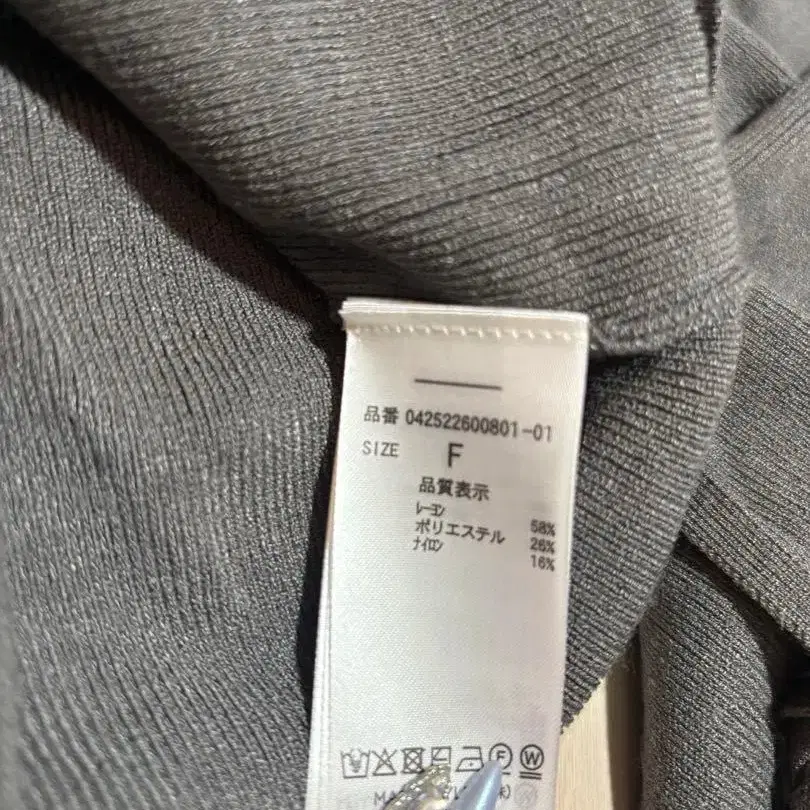 品番 042522600801-01
SIZE F
品質表示
レーヨン 58%
ポリエステル 26%
ナイロン 16%
F W